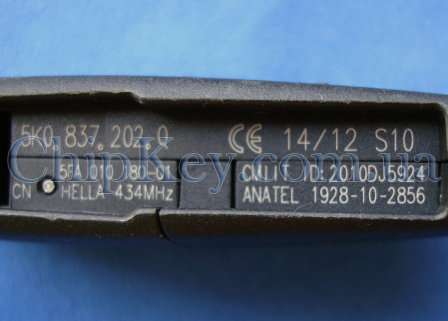 5K0.837.202.Q CE 14/12 S10
5FA 010 180-01 CMIIT ID:2010DJ5924
CN HELLA 434MHz ANATEL 1928-10-2856
ChipKey.com.ua